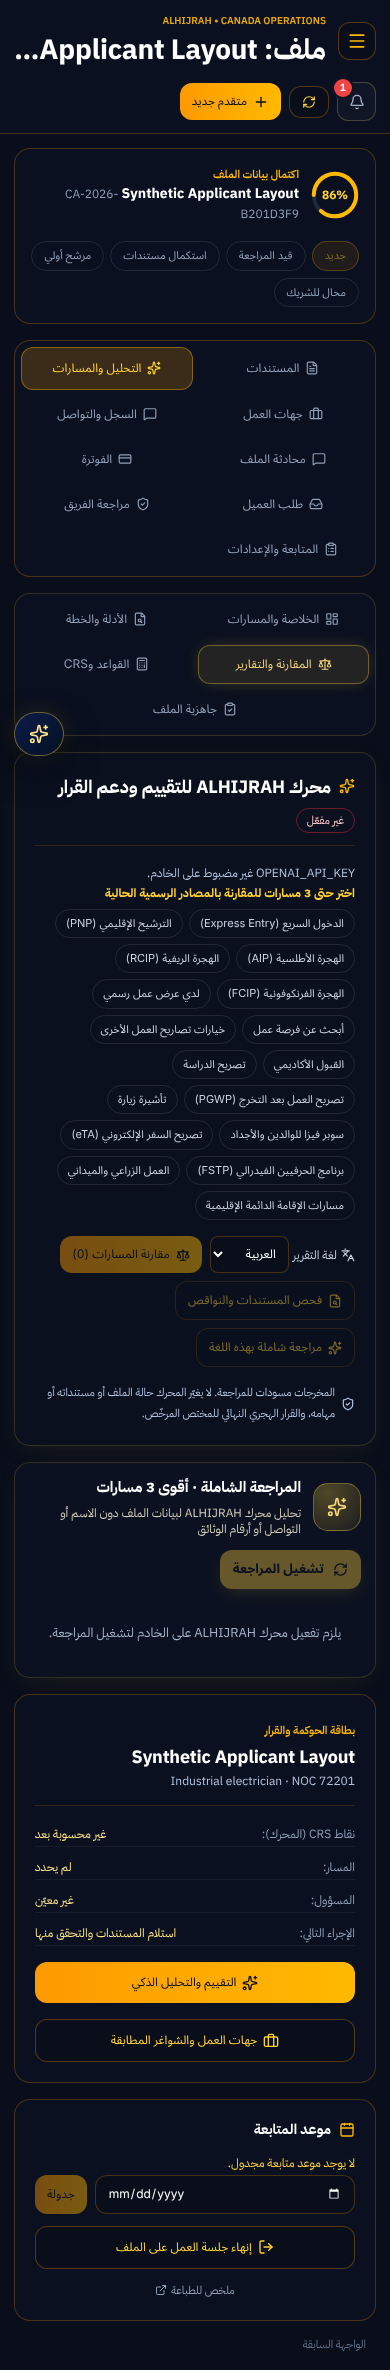 ALHIJRAH • CANADA OPERATIONS
ملف: Applicant Layout...
1
متقدم جديد
اكتمال بيانات الملف
86%
Synthetic Applicant Layout CA-2026-
B201D3F9
جديد
قيد المراجعة
استكمال مستندات
مرشح أولي
محال للشريك
المستندات
التحليل والمسارات
جهات العمل
السجل والتواصل
محادثة الملف
الفوترة
طلب العميل
مراجعة الفريق
المتابعة والإعدادات
الخلاصة والمسارات
الأدلة والخطة
المقارنة والتقارير
القواعد وCRS
جاهزية الملف
محرك ALHIJRAH للتقييم ودعم القرار
غير مفعّل
OPENAI_API_KEY غير مضبوط على الخادم.
اختر حتى 3 مسارات للمقارنة بالمصادر الرسمية الحالية
الدخول السريع (Express Entry)
الترشيح الإقليمي (PNP)
الهجرة الأطلسية (AIP)
الهجرة الريفية (RCIP)
الهجرة الفرنكوفونية (FCIP)
لدي عرض عمل رسمي
أبحث عن فرصة عمل
خيارات تصاريح العمل الأخرى
القبول الأكاديمي
تصريح الدراسة
تصريح العمل بعد التخرج (PGWP)
تأشيرة زيارة
سوبر فيزا للوالدين والأجداد
تصريح السفر الإلكتروني (eTA)
برنامج الحرفيين الفيدرالي (FSTP)
العمل الزراعي والميداني
مسارات الإقامة الدائمة الإقليمية
لغة التقرير
العربية
مقارنة المسارات (0)
فحص المستندات والنواقص
مراجعة شاملة بهذه اللغة
المخرجات مسودات للمراجعة. لا يغيّر المحرك حالة الملف أو مستنداته أو
مهامه، والقرار الهجري النهائي للمختص المرخّص.
المراجعة الشاملة · أقوى 3 مسارات
تحليل محرك ALHIJRAH لبيانات الملف دون الاسم أو
التواصل أو أرقام الوثائق
تشغيل المراجعة
يلزم تفعيل محرك ALHIJRAH على الخادم لتشغيل المراجعة.
بطاقة الحوكمة والقرار
Synthetic Applicant Layout
Industrial electrician · NOC 72201
نقاط CRS (المحرك):
غير محسوبة بعد
المسار:
لم يحدد
المسؤول:
غير معيّن
الإجراء التالي:
استلام المستندات والتحقق منها
التقييم والتحليل الذكي
جهات العمل والشواغر المطابقة
موعد المتابعة
لا يوجد موعد متابعة مجدول.
mm/dd/yyyy
جدولة
إنهاء جلسة العمل على الملف
ملخص للطباعة
الواجهة السابقة